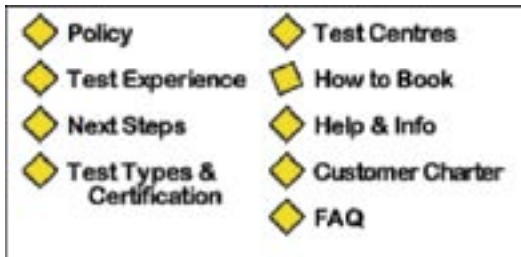 Policy
Test Experience
Next Steps
Test Types &
Certification
Test Centres
How to Book
Help & Info
Customer Charter
FAQ